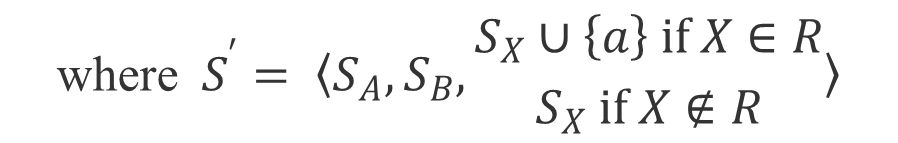 S_X ∪ {a} if X ∈ R
where S′ = ⟨S_A, S_B, ⟩
S_X if X ∉ R